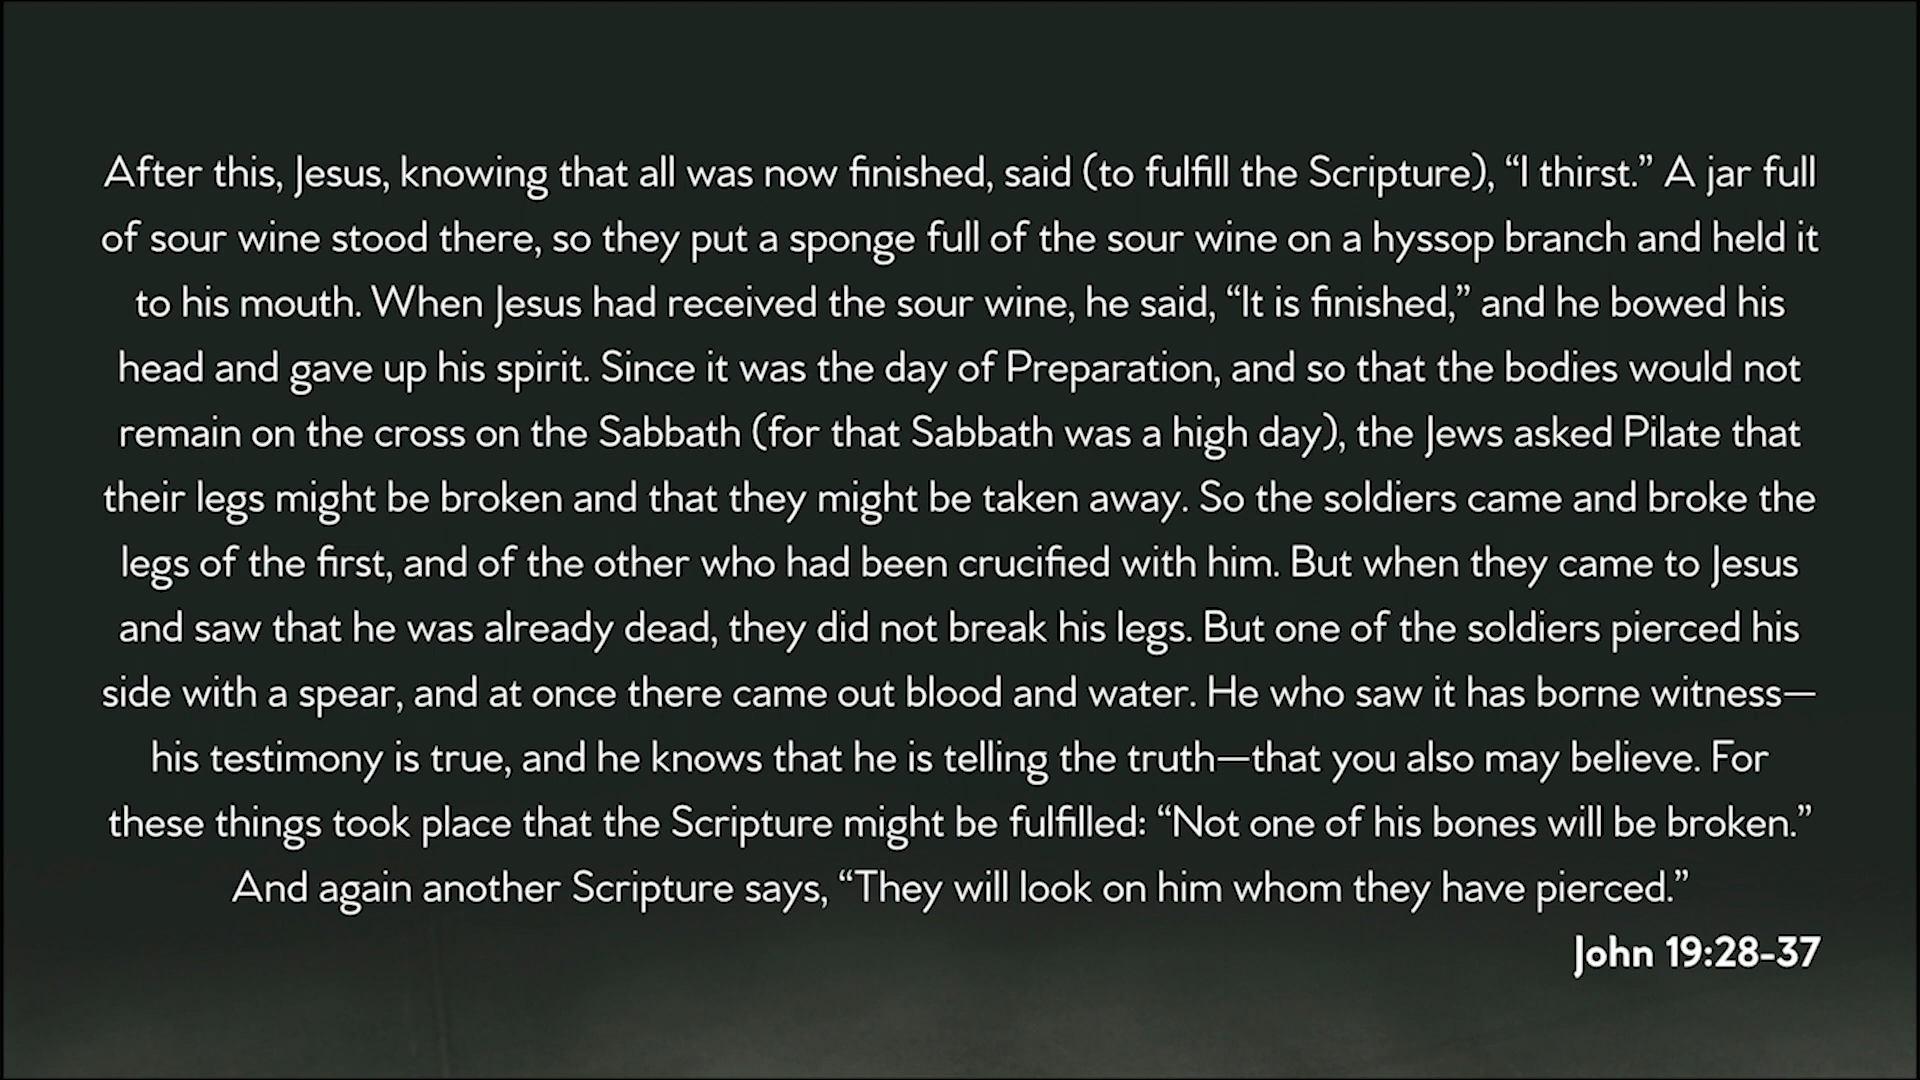 After this, Jesus, knowing that all was now finished, said (to fulfill the Scripture), “I thirst.” A jar full
of sour wine stood there, so they put a sponge full of the sour wine on a hyssop branch and held it
to his mouth. When Jesus had received the sour wine, he said, “It is finished,” and he bowed his
head and gave up his spirit. Since it was the day of Preparation, and so that the bodies would not
remain on the cross on the Sabbath (for that Sabbath was a high day), the Jews asked Pilate that
their legs might be broken and that they might be taken away. So the soldiers came and broke the
legs of the first, and of the other who had been crucified with him. But when they came to Jesus
and saw that he was already dead, they did not break his legs. But one of the soldiers pierced his
side with a spear, and at once there came out blood and water. He who saw it has borne witness—
his testimony is true, and he knows that he is telling the truth—that you also may believe. For
these things took place that the Scripture might be fulfilled: “Not one of his bones will be broken.”
And again another Scripture says, “They will look on him whom they have pierced.”
John 19:28-37